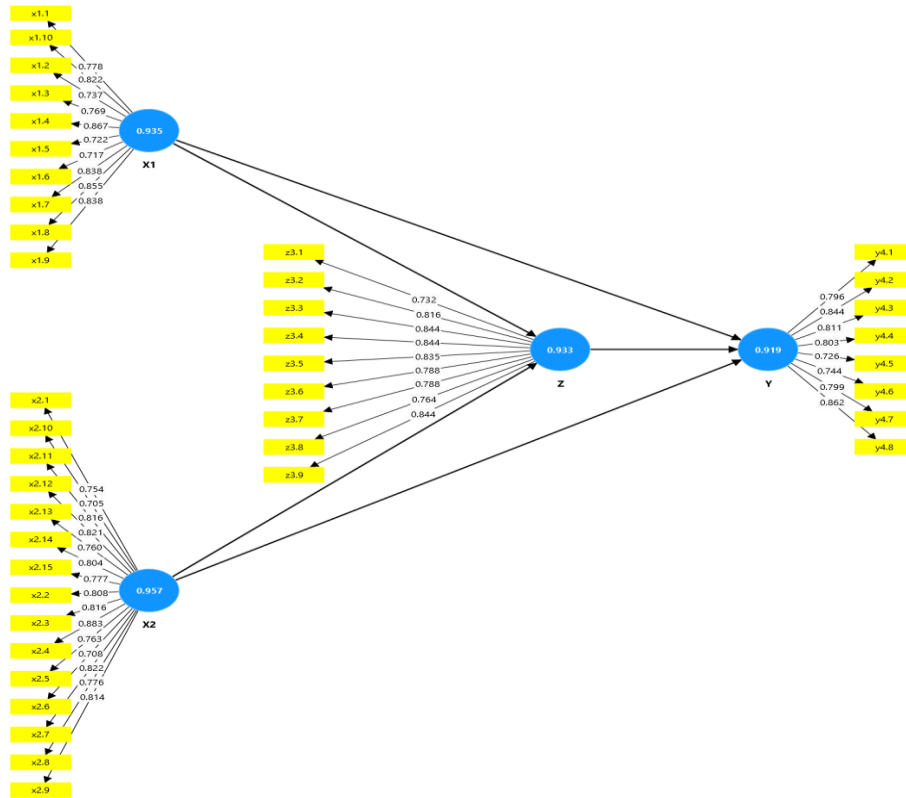 x1.1
x1.10
x1.2
x1.3
x1.4
x1.5
x1.6
x1.7
x1.8
x1.9
0.778
0.822
0.737
0.769
0.867
0.722
0.717
0.838
0.855
0.838
0.935
X1
z3.1
z3.2
z3.3
z3.4
z3.5
z3.6
z3.7
z3.8
z3.9
0.732
0.816
0.844
0.844
0.835
0.788
0.788
0.764
0.844
0.933
Z
0.919
Y
0.796
0.844
0.811
0.803
0.726
0.744
0.799
0.862
y4.1
y4.2
y4.3
y4.4
y4.5
y4.6
y4.7
y4.8
x2.1
x2.10
x2.11
x2.12
x2.13
x2.14
x2.15
x2.2
x2.3
x2.4
x2.5
x2.6
x2.7
x2.8
x2.9
0.754
0.705
0.816
0.821
0.760
0.804
0.777
0.808
0.816
0.883
0.763
0.708
0.822
0.776
0.814
0.957
X2